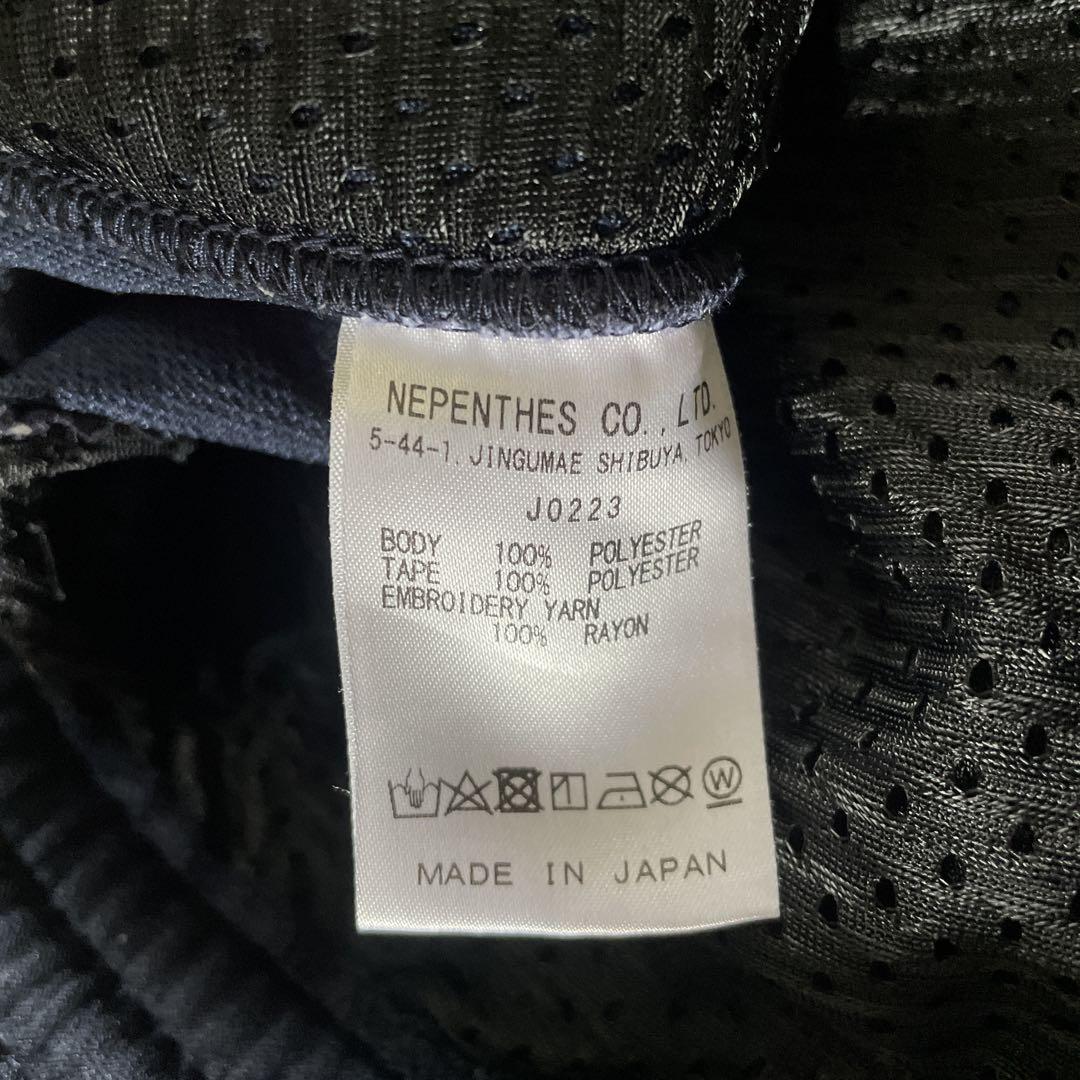 NEPENTHES CO., LTD.
5-44-1, JINGUMAE SHIBUYA, TOKYO
J0223
BODY 100% POLYESTER
TAPE 100% POLYESTER
EMBROIDERY YARN
100% RAYON
W
MADE IN JAPAN